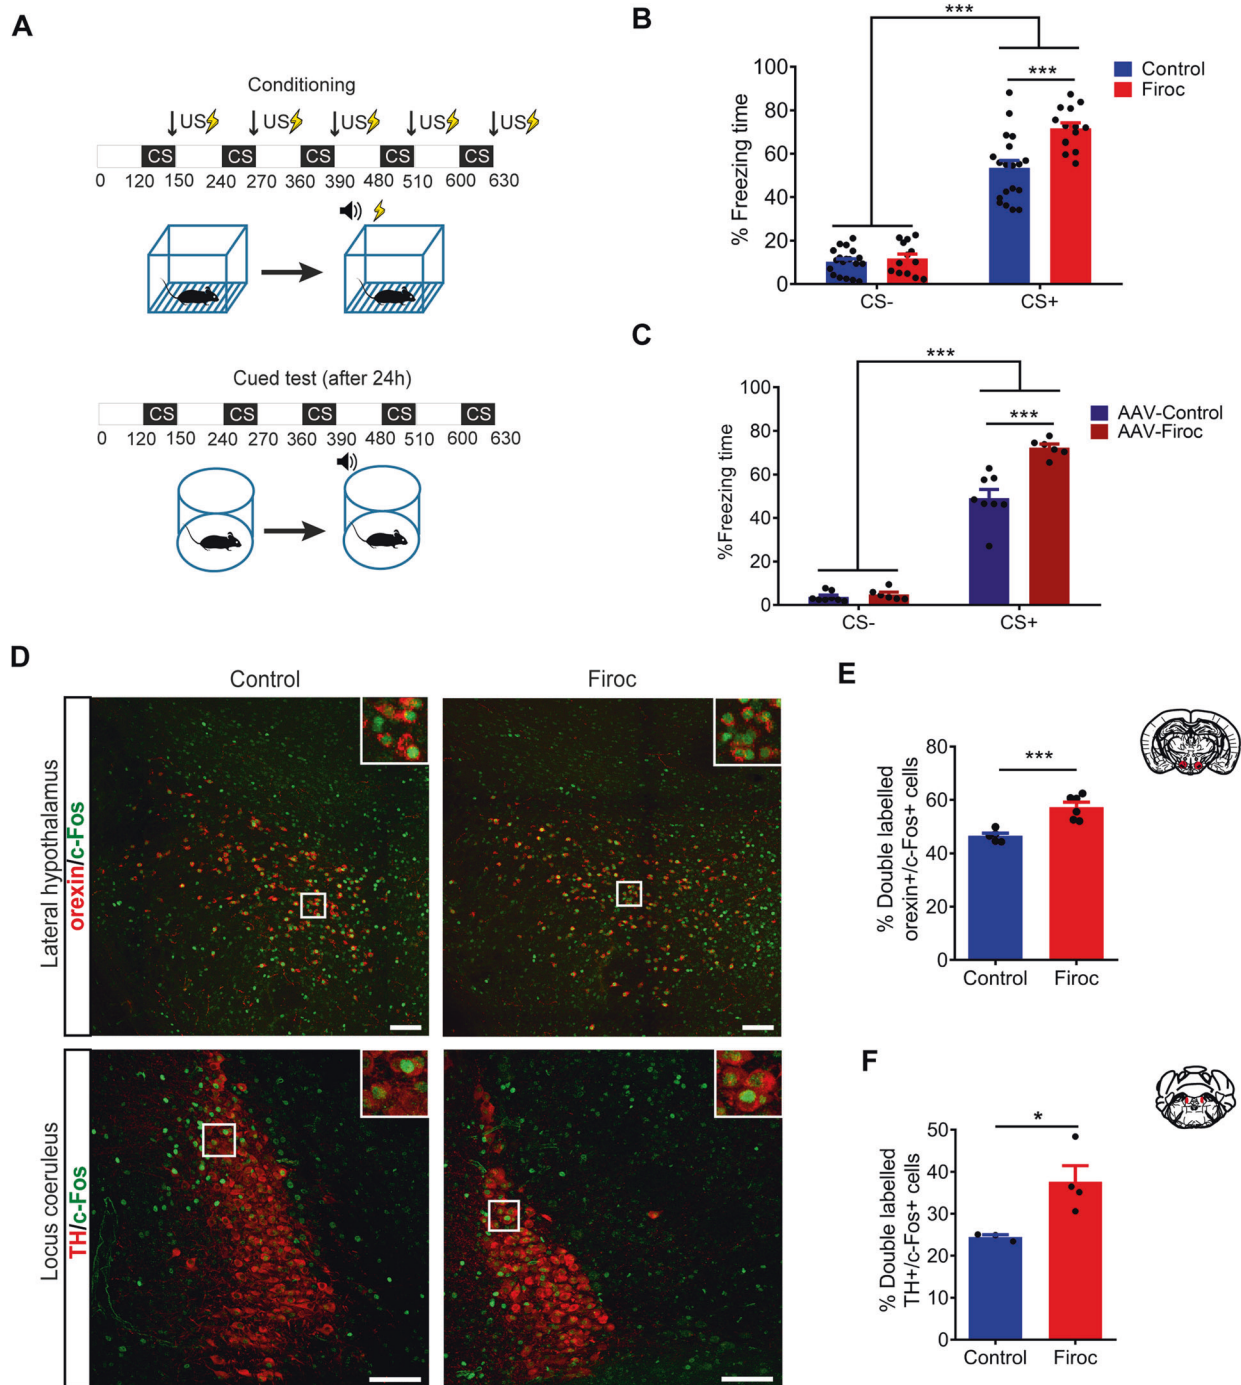 A
Conditioning
US US US US US
CS CS CS CS CS
0 120 150 240 270 360 390 480 510 600 630
Cued test (after 24h)
CS CS CS CS CS
0 120 150 240 270 360 390 480 510 600 630
B
***
***
Control
Firoc
% Freezing time
100
80
60
40
20
0
CS- CS+
C
***
***
AAV-Control
AAV-Firoc
%Freezing time
100
80
60
40
20
0
CS- CS+
D
Control Firoc
Lateral hypothalamus
orexin/c-Fos
Locus coeruleus
TH/c-Fos
E
***
% Double labelled
orexin+/c-Fos+ cells
80
60
40
20
0
Control Firoc
F
*
% Double labelled
TH+/c-Fos+ cells
50
40
30
20
10
0
Control Firoc